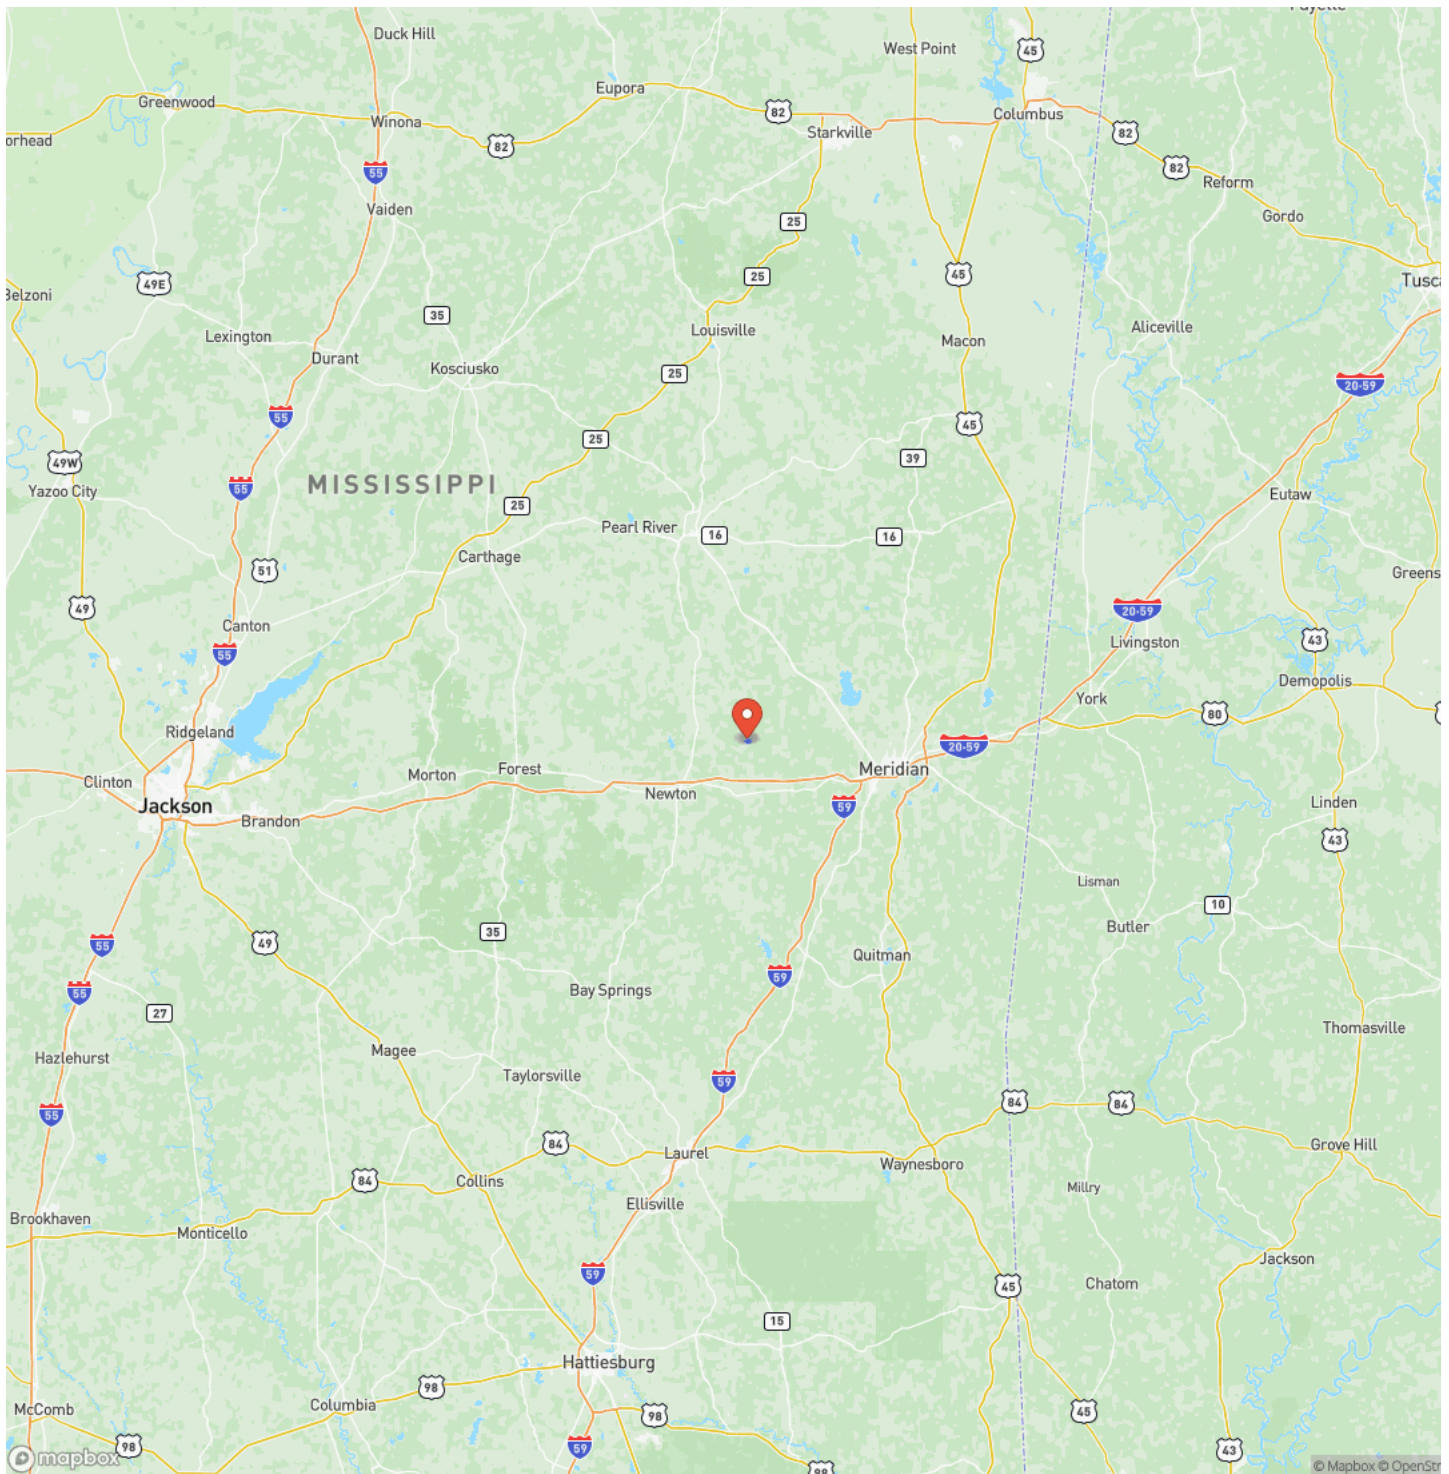 Fayette
Duck Hill
West Point
45
Eupora
Greenwood
82
Columbus
Winona
82
Starkville
82
orhead
82
55
Reform
Vaiden
Gordo
25
25
45
49E
Tusca
Belzoni
35
Louisville
Aliceville
Lexington
Macon
Durant
Kosciusko
25
20-59
55
45
25
39
49W
MISSISSIPPI
55
Yazoo City
Eutaw
25
Pearl River
16
16
Carthage
51
Greens
49
20-59
Canton
43
Livingston
55
Demopolis
York
80
Ridgeland
20-59
Meridian
Morton
Forest
Clinton
Newton
Jackson
59
Linden
Brandon
43
Lisman
10
35
Butler
55
49
Quitman
59
55
Bay Springs
27
Thomasville
Magee
Hazlehurst
Taylorsville
59
84
84
55
84
Grove Hill
Laurel
Waynesboro
84
Collins
Millry
Ellisville
Brookhaven
Monticello
Jackson
59
Chatom
45
15
Hattiesburg
98
Columbia
McComb
45
98
98
59
43
mapbox
98
© Mapbox © OpenStr